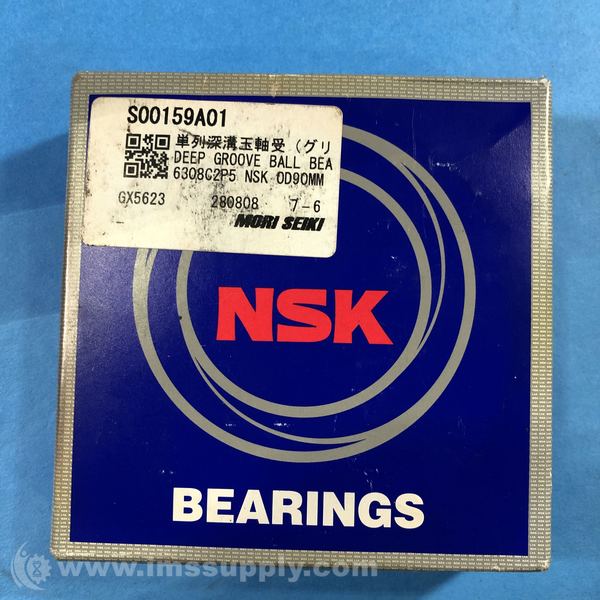 S00159A01
単列深溝玉軸受（グリ
DEEP GROOVE BALL BEA
6308C2P5 NSK OD90MM
GX5623 280808 7-6
MORI SEIKI
NSK
BEARINGS
www.imssupply.com